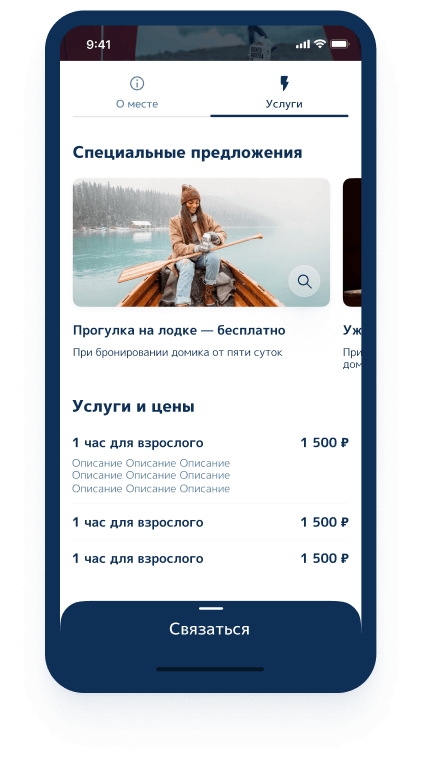 9:41
О месте
Услуги
Специальные предложения
Прогулка на лодке — бесплатно
Уж
При бронировании домика от пяти суток
При
дом
Услуги и цены
1 час для взрослого 1 500 ₽
Описание Описание Описание
Описание Описание Описание
Описание Описание Описание
1 час для взрослого 1 500 ₽
1 час для взрослого 1 500 ₽
Связаться